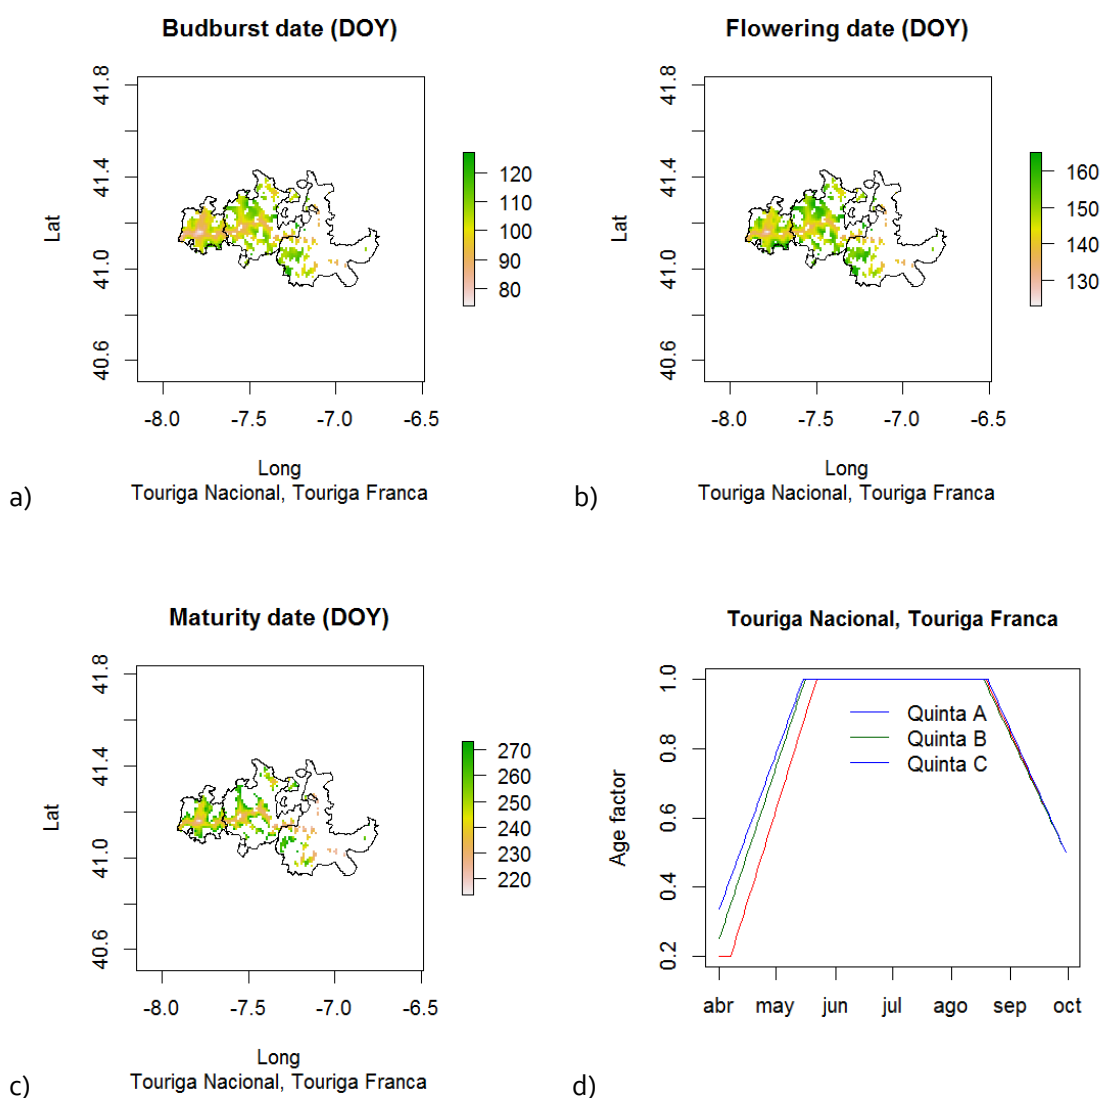 Budburst date (DOY)
Lat
41.8
41.4
41.0
40.6
-8.0 -7.5 -7.0 -6.5
120
110
100
90
80
Long
Touriga Nacional, Touriga Franca
a)
Flowering date (DOY)
Lat
41.8
41.4
41.0
40.6
-8.0 -7.5 -7.0 -6.5
160
150
140
130
Long
Touriga Nacional, Touriga Franca
b)
Maturity date (DOY)
Lat
41.8
41.4
41.0
40.6
-8.0 -7.5 -7.0 -6.5
270
260
250
240
230
220
Long
Touriga Nacional, Touriga Franca
c)
Touriga Nacional, Touriga Franca
Age factor
1.0
0.8
0.6
0.4
0.2
Quinta A
Quinta B
Quinta C
abr may jun jul ago sep oct
d)